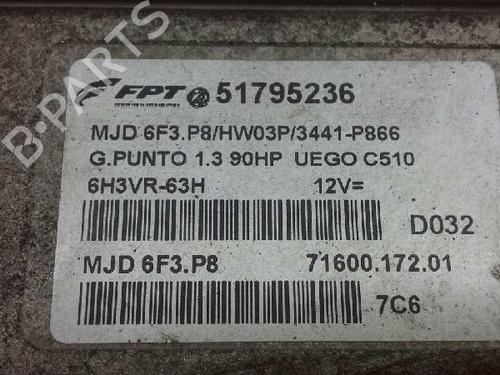 B-PARTS
FPT 51795236
MJD 6F3.P8/HW03P/3441-P866
G.PUNTO 1.3 90HP UEGO C510
6H3VR-63H 12V=
D032
MJD 6F3.P8 71600.172.01
7C6